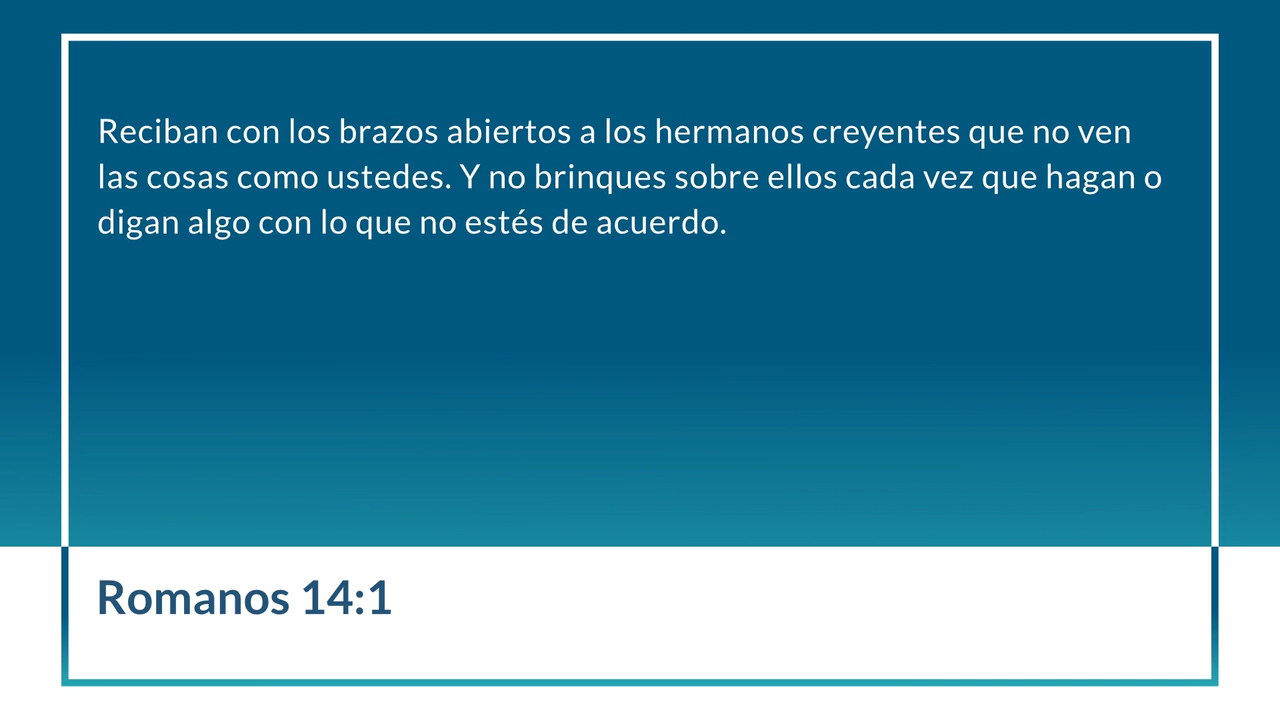 Reciban con los brazos abiertos a los hermanos creyentes que no ven
las cosas como ustedes. Y no brinques sobre ellos cada vez que hagan o
digan algo con lo que no estés de acuerdo.
Romanos 14:1